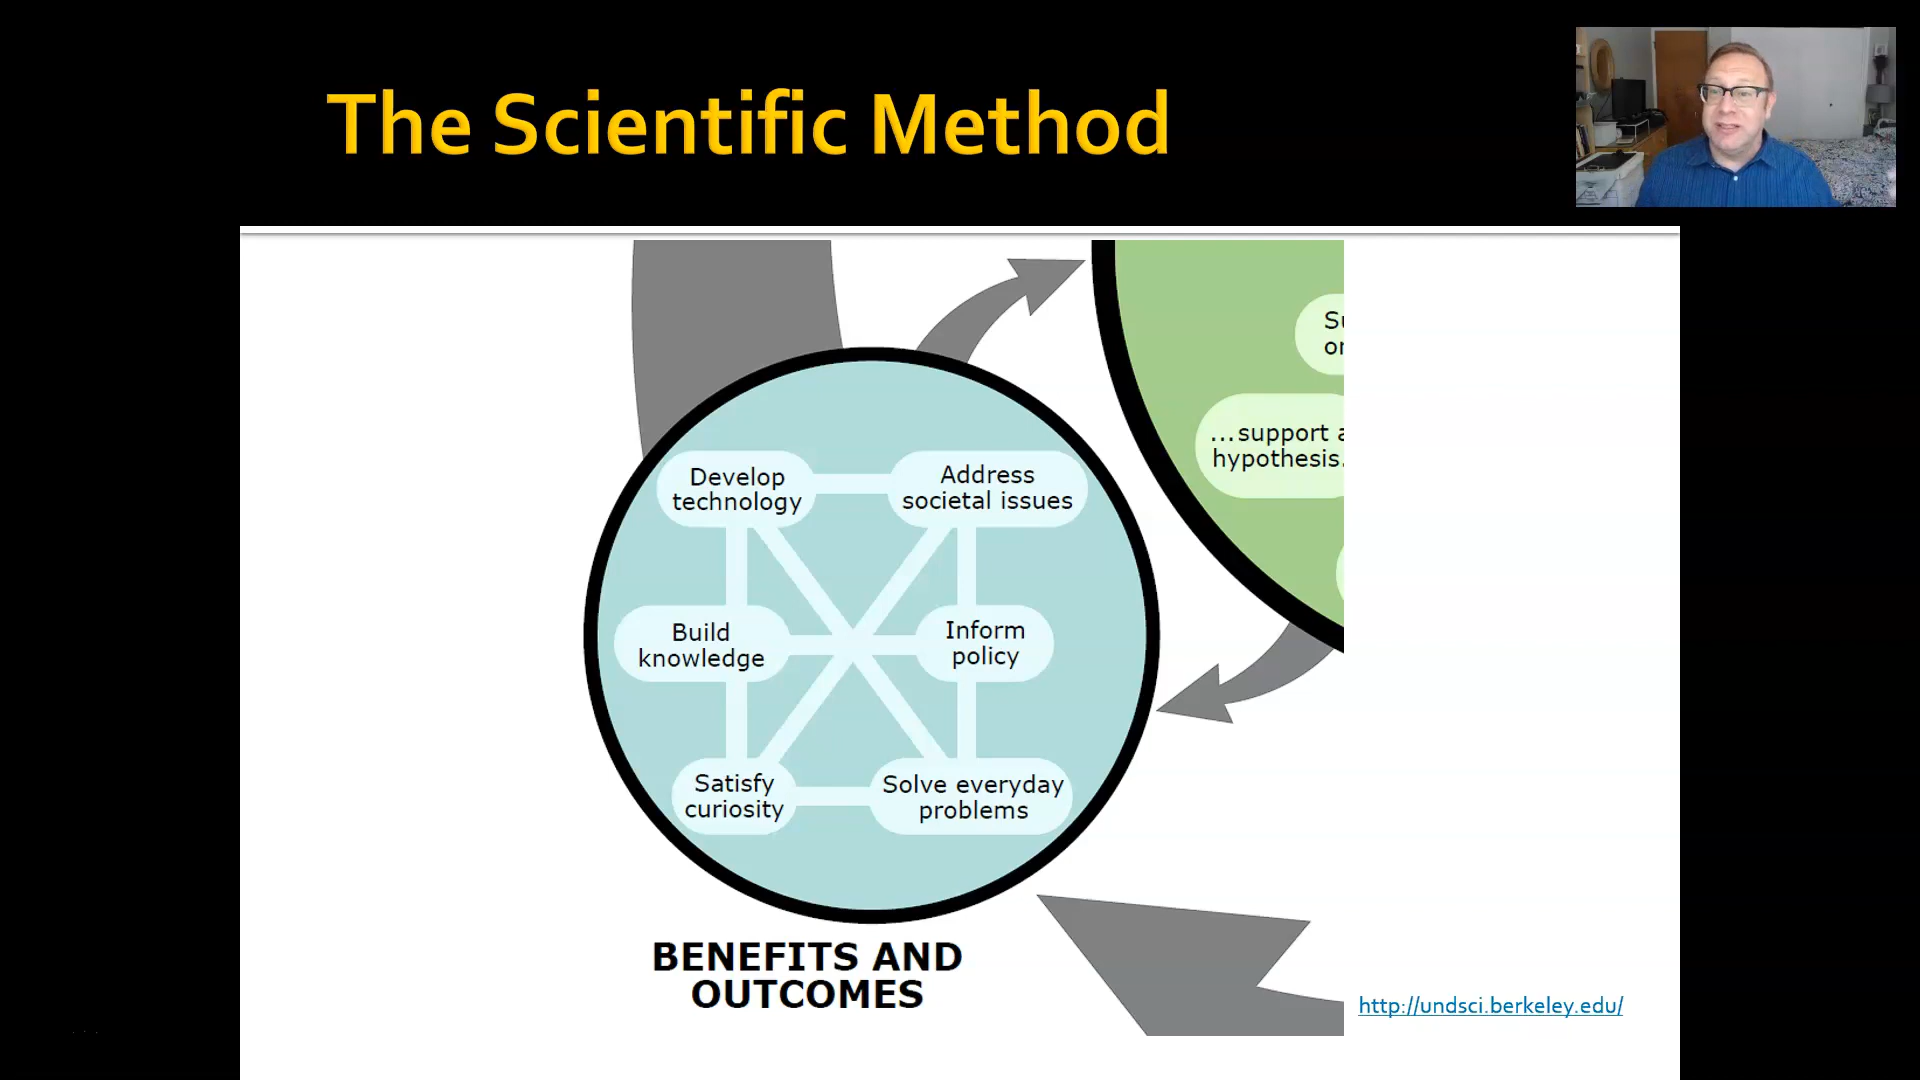 The Scientific Method
...support
hypothesis.
Develop
technology
Address
societal issues
Build
knowledge
Inform
policy
Satisfy
curiosity
Solve everyday
problems
BENEFITS AND
OUTCOMES
http://undsci.berkeley.edu/